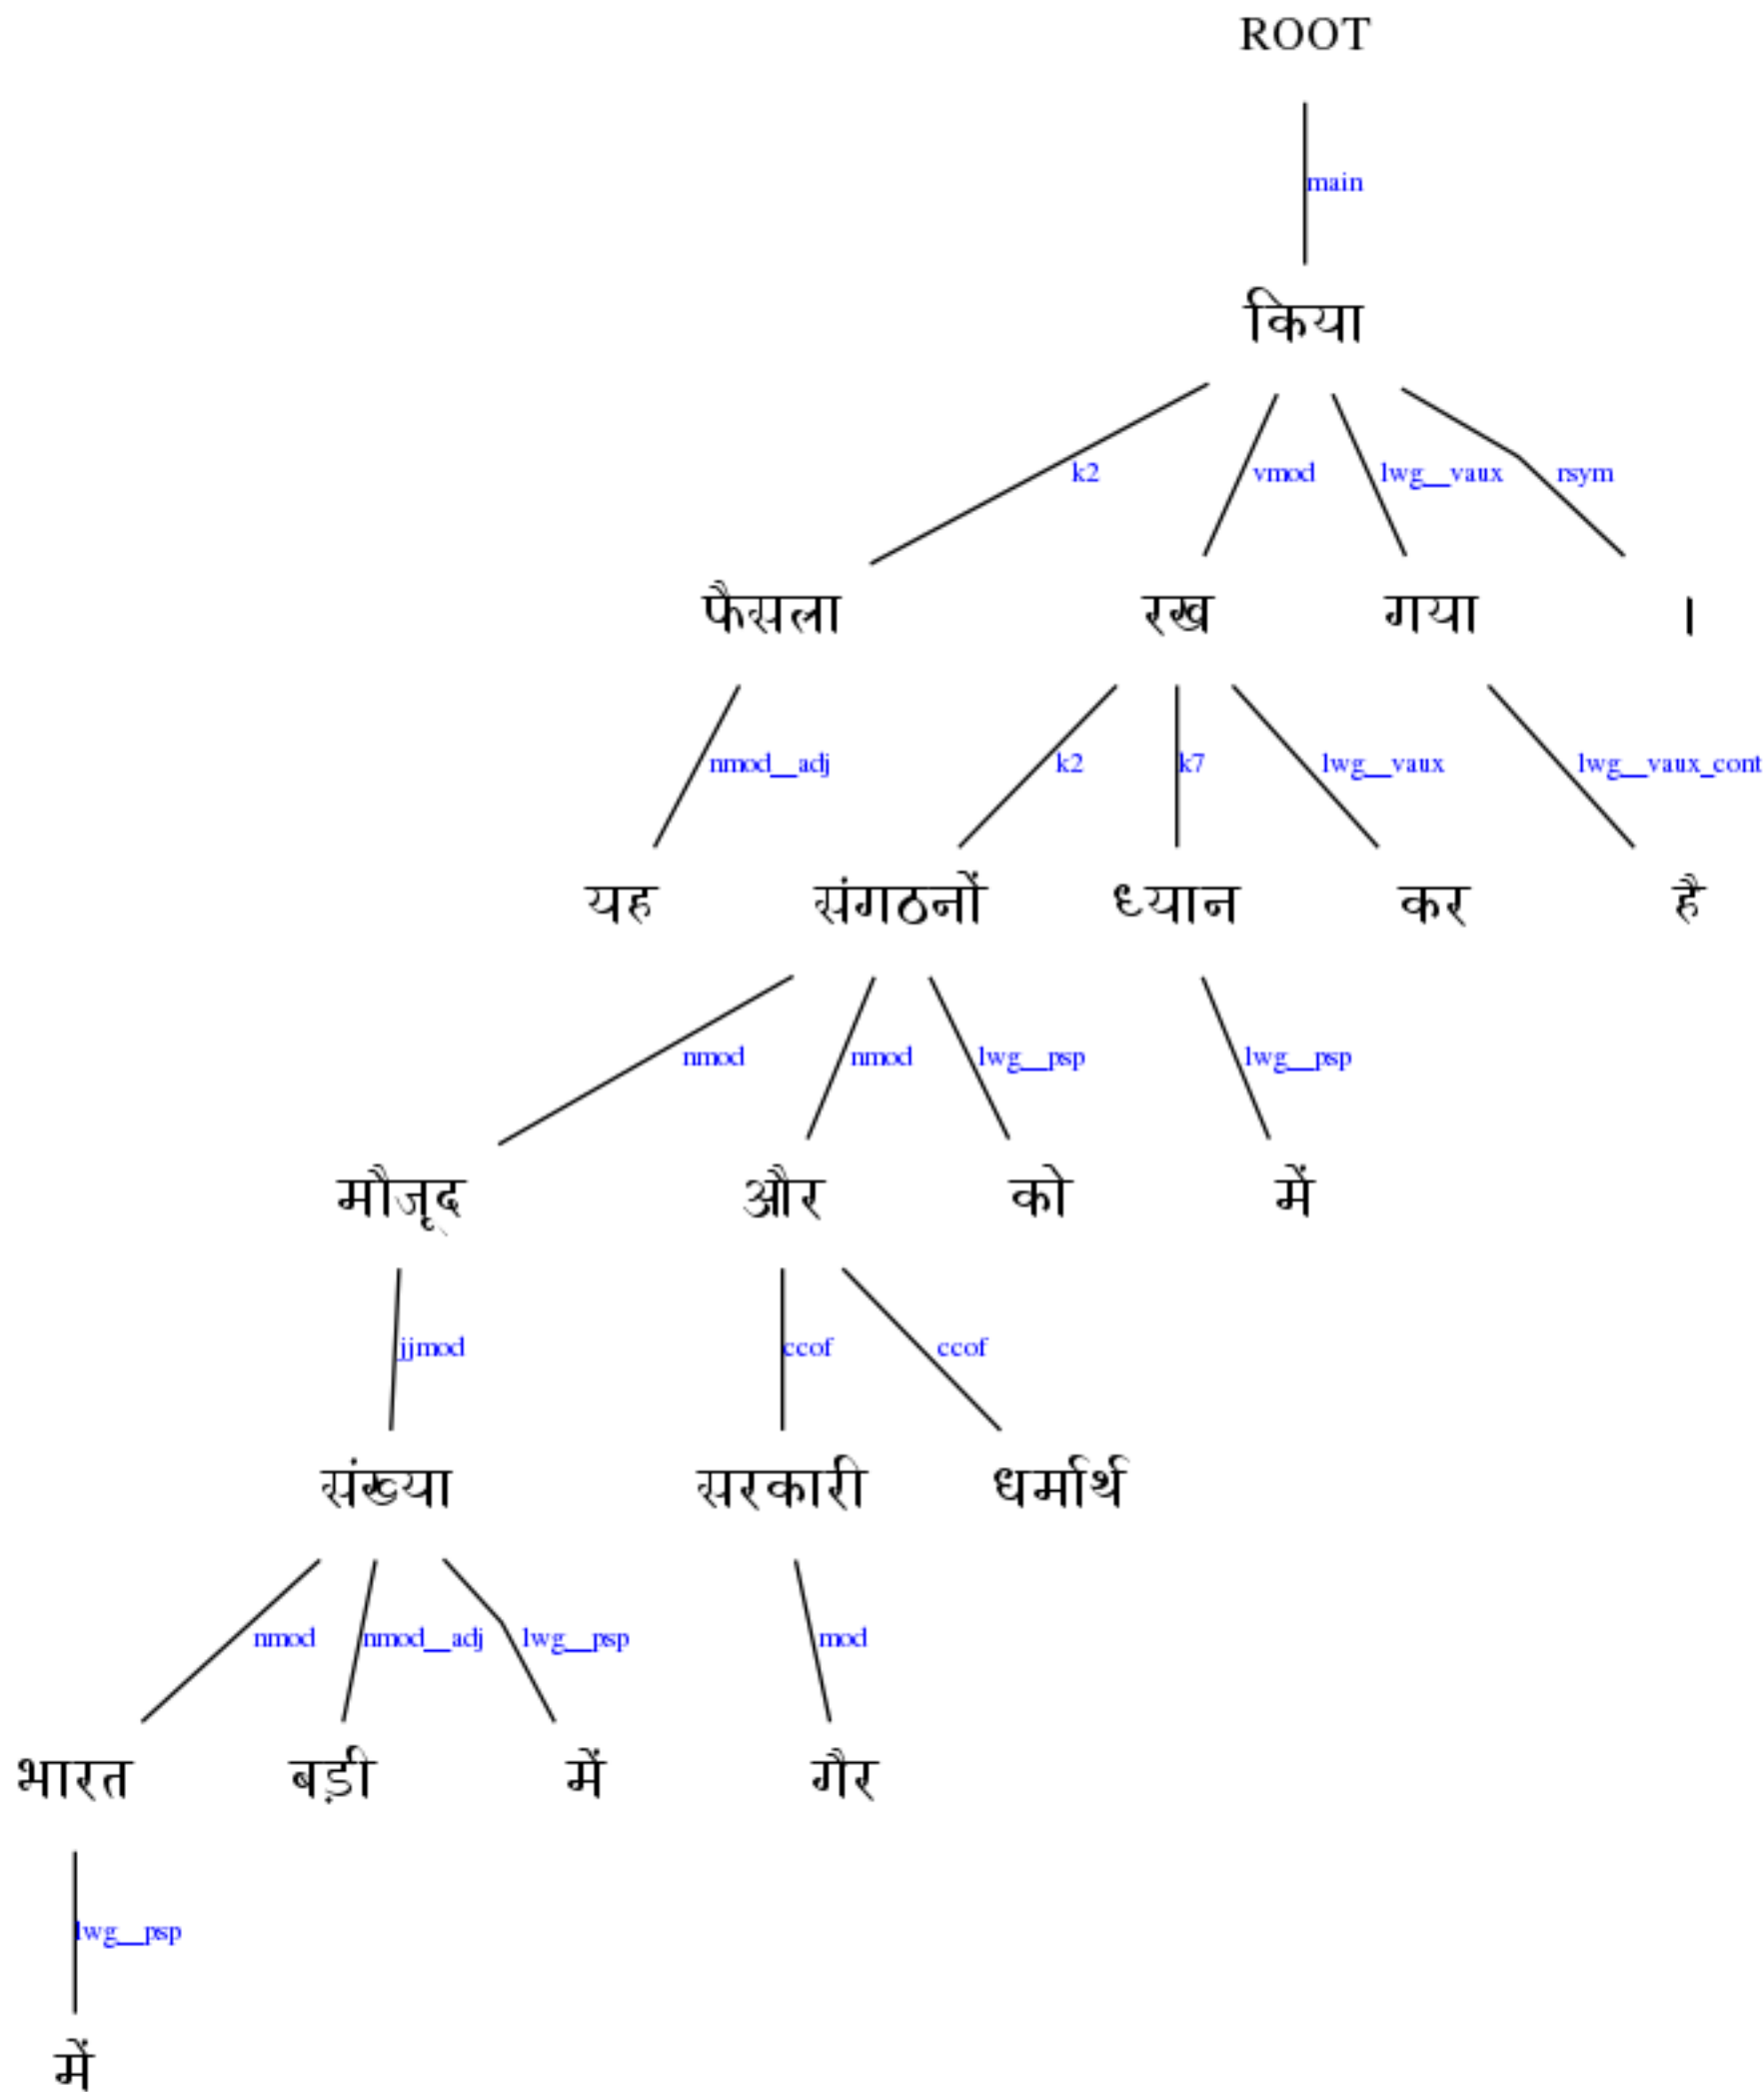 ROOT
main
किया
k2 vmod lwg__vaux rsym
फैसला रख गया ।
nmod__adj k2 k7 lwg__vaux lwg__vaux_cont
यह संगठनों ध्यान कर है
nmod nmod lwg__psp lwg__psp
मौजूद और को में
jjmod ccof ccof
संख्या सरकारी धर्मार्थ
nmod nmod__adj lwg__psp mod
भारत बड़ी में गैर
lwg__psp
में